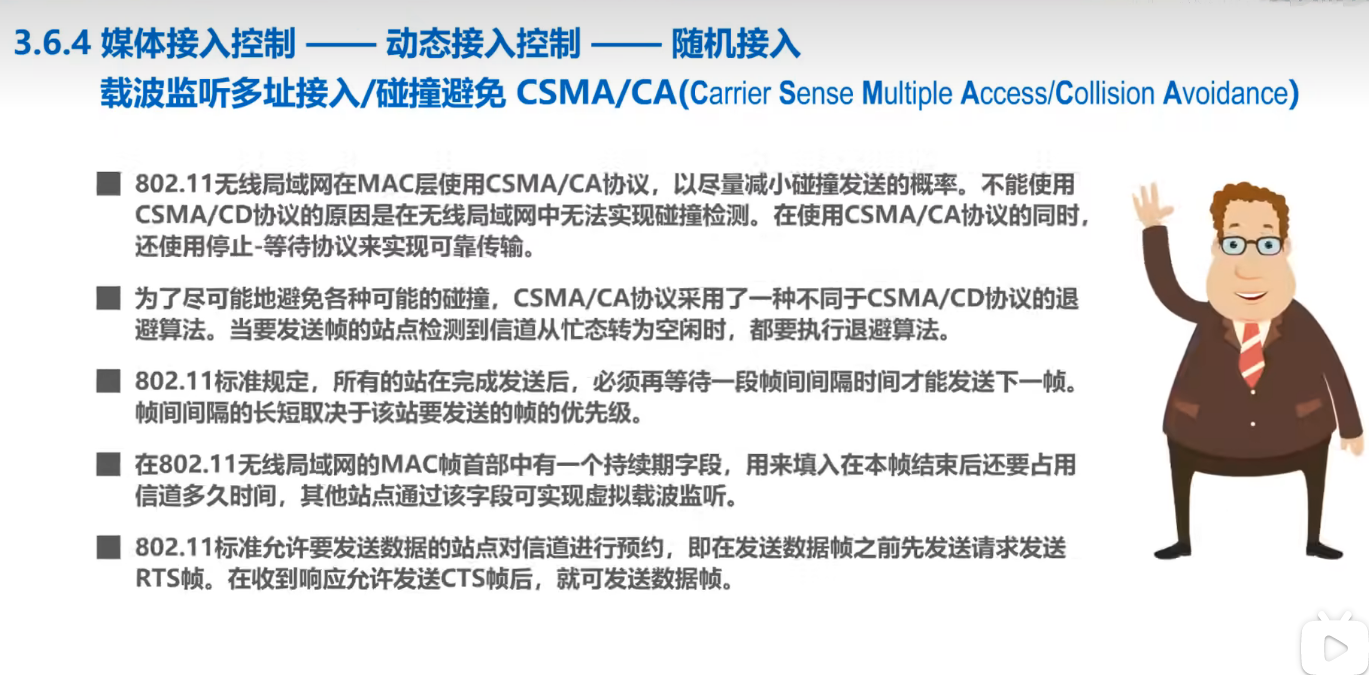 3.6.4 媒体接入控制 —— 动态接入控制 —— 随机接入
载波监听多址接入/碰撞避免 CSMA/CA(Carrier Sense Multiple Access/Collision Avoidance)
■ 802.11无线局域网在MAC层使用CSMA/CA协议，以尽量减小碰撞发送的概率。不能使用
CSMA/CD协议的原因是在无线局域网中无法实现碰撞检测。在使用CSMA/CA协议的同时，
还使用停止-等待协议来实现可靠传输。
■ 为了尽可能地避免各种可能的碰撞，CSMA/CA协议采用了一种不同于CSMA/CD协议的退
避算法。当要发送帧的站点检测到信道从忙态转为空闲时，都要执行退避算法。
■ 802.11标准规定，所有的站在完成发送后，必须再等待一段帧间间隔时间才能发送下一帧。
帧间间隔的长短取决于该站要发送的帧的优先级。
■ 在802.11无线局域网的MAC帧首部中有一个持续期字段，用来填入在本帧结束后还要占用
信道多久时间，其他站点通过该字段可实现虚拟载波监听。
■ 802.11标准允许要发送数据的站点对信道进行预约，即在发送数据帧之前先发送请求发送
RTS帧。在收到响应允许发送CTS帧后，就可发送数据帧。